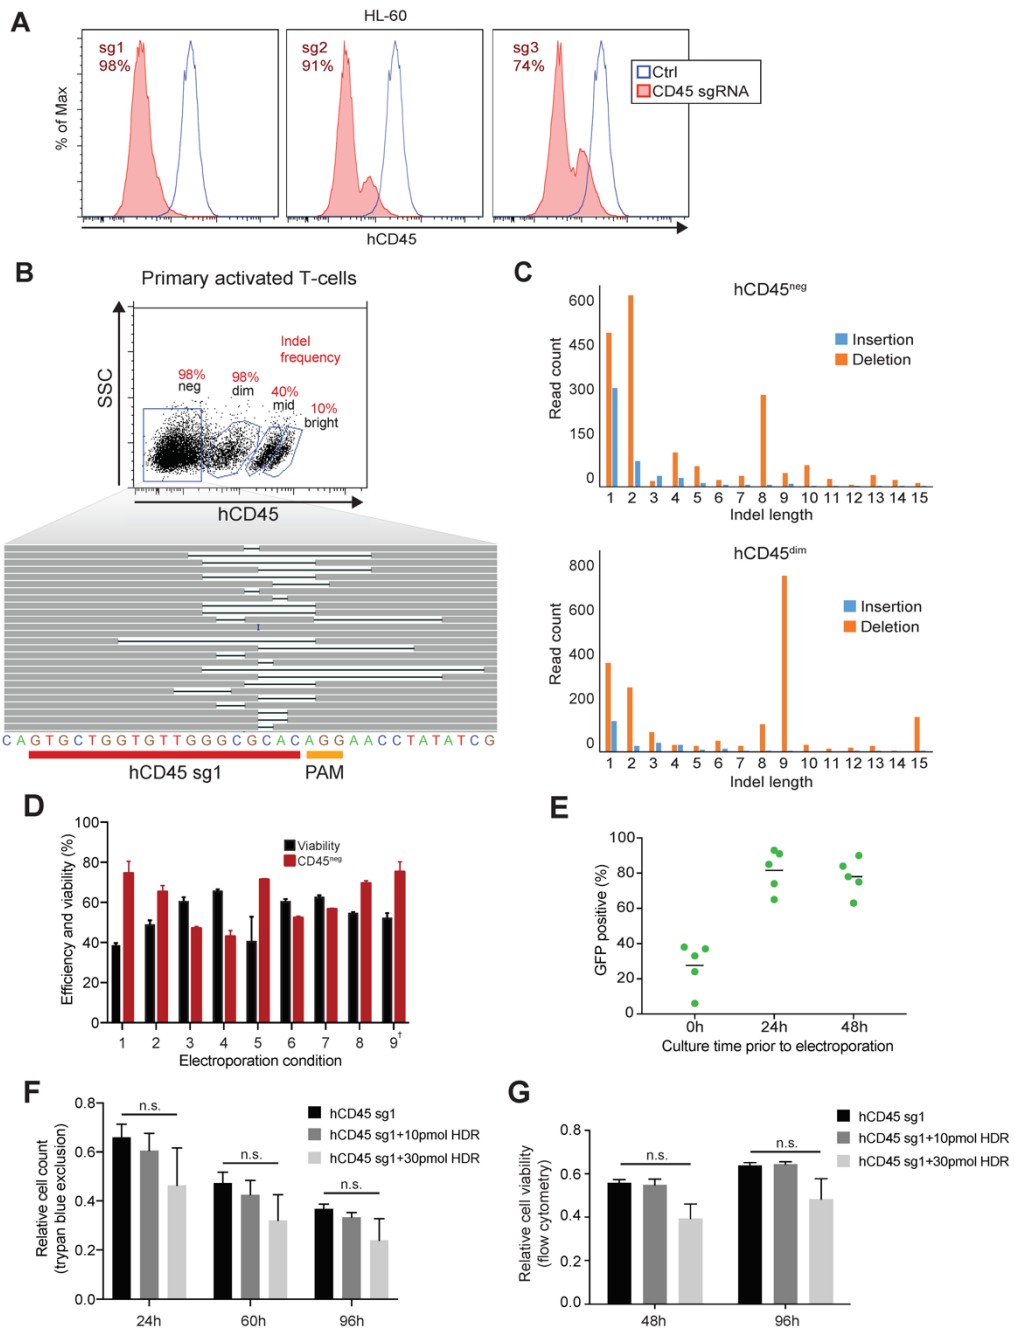 A
HL-60
sg1
98%
sg2
91%
sg3
74%
Ctrl
CD45 sgRNA
% of Max
hCD45
B
Primary activated T-cells
Indel
frequency
98%
neg
98%
dim
40%
mid
10%
bright
SSC
hCD45
CAGTGCTGGTGTTGGGCGCACAGGAACCTATATCG
hCD45 sg1
PAM
C
hCD45neg
600
450
300
150
0
Read count
Insertion
Deletion
1 2 3 4 5 6 7 8 9 10 11 12 13 14 15
Indel length
hCD45dim
800
600
400
200
0
Read count
Insertion
Deletion
1 2 3 4 5 6 7 8 9 10 11 12 13 14 15
Indel length
D
100
80
60
40
20
0
Efficiency and viability (%)
Viability
CD45neg
1 2 3 4 5 6 7 8 9†
Electroporation condition
E
100
80
60
40
20
0
GFP positive (%)
0h 24h 48h
Culture time prior to electroporation
F
0.8
0.6
0.4
0.2
0.0
Relative cell count
(trypan blue exclusion)
n.s.
n.s.
n.s.
hCD45 sg1
hCD45 sg1+10pmol HDR
hCD45 sg1+30pmol HDR
24h 60h 96h
G
0.8
0.6
0.4
0.2
0.0
Relative cell viability
(flow cytometry)
n.s.
n.s.
hCD45 sg1
hCD45 sg1+10pmol HDR
hCD45 sg1+30pmol HDR
48h 96h